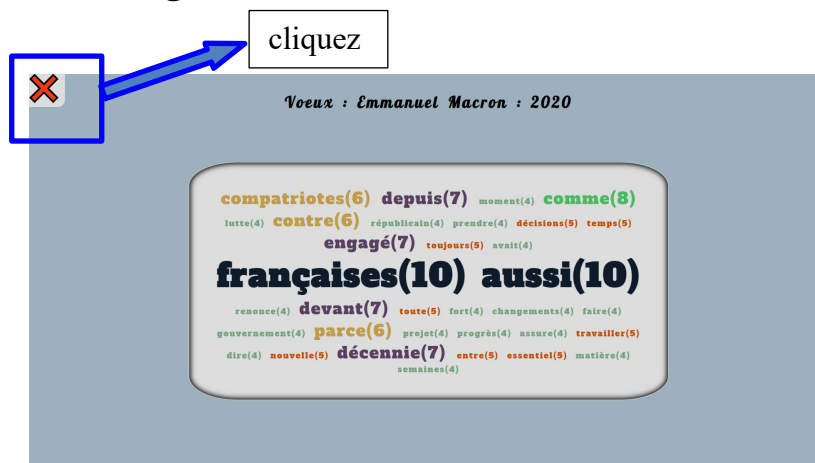 cliquez
Voeux : Emmanuel Macron : 2020
compatriotes(6) depuis(7) moment(4) comme(8)
lutte(4) contre(6) républicain(4) prendre(4) décisions(5) temps(5)
engagé(7) toujours(5) avait(4)
françaises(10) aussi(10)
renonce(4) devant(7) toute(5) fort(4) changements(4) faire(4)
gouvernement(4) parce(6) projet(4) progrès(4) assure(4) travailler(5)
dire(4) nouvelle(5) décennie(7) entre(5) essentiel(5) matière(4)
semaines(4)